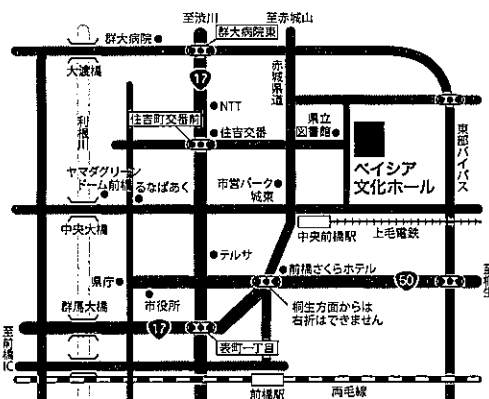 至渋川
至赤城山
群大病院
群大病院東
大渡橋
17
赤城県道
利根川
NTT
住吉町交番前
住吉交番
県立
図書館
東部バイパス
ベイシア
文化ホール
ヤマダグリーン
ドーム前橋
るなぱあく
市営パーク
城東
中央大橋
中央前橋駅
上毛電鉄
テルサ
前橋さくらホテル
県庁
50
至桐生
市役所
桐生方面からは
右折はできません
群馬大橋
17
至前橋IC
表町一丁目
前橋駅
両毛線